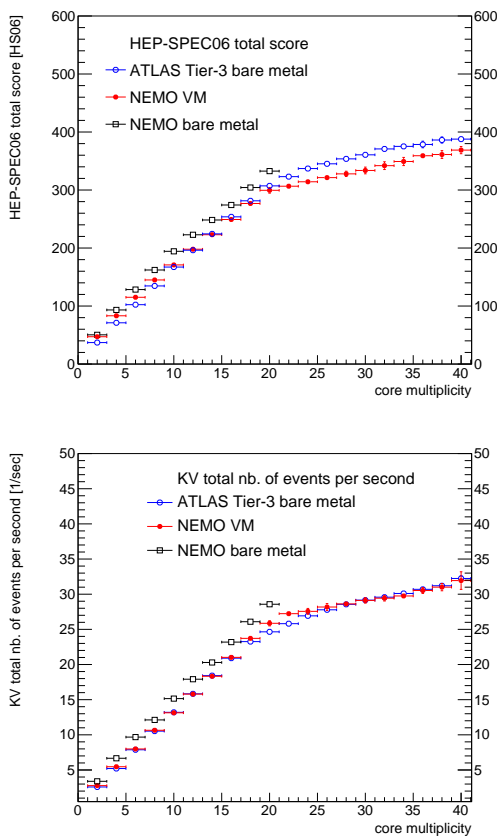 HEP-SPEC06 total score [HS06]
600
500
400
300
200
100
0
HEP-SPEC06 total score
ATLAS Tier-3 bare metal
NEMO VM
NEMO bare metal
600
500
400
300
200
100
0
0 5 10 15 20 25 30 35 40
core multiplicity
KV total nb. of events per second [1/sec]
50
45
40
35
30
25
20
15
10
5
KV total nb. of events per second
ATLAS Tier-3 bare metal
NEMO VM
NEMO bare metal
50
45
40
35
30
25
20
15
10
5
0 5 10 15 20 25 30 35 40
core multiplicity